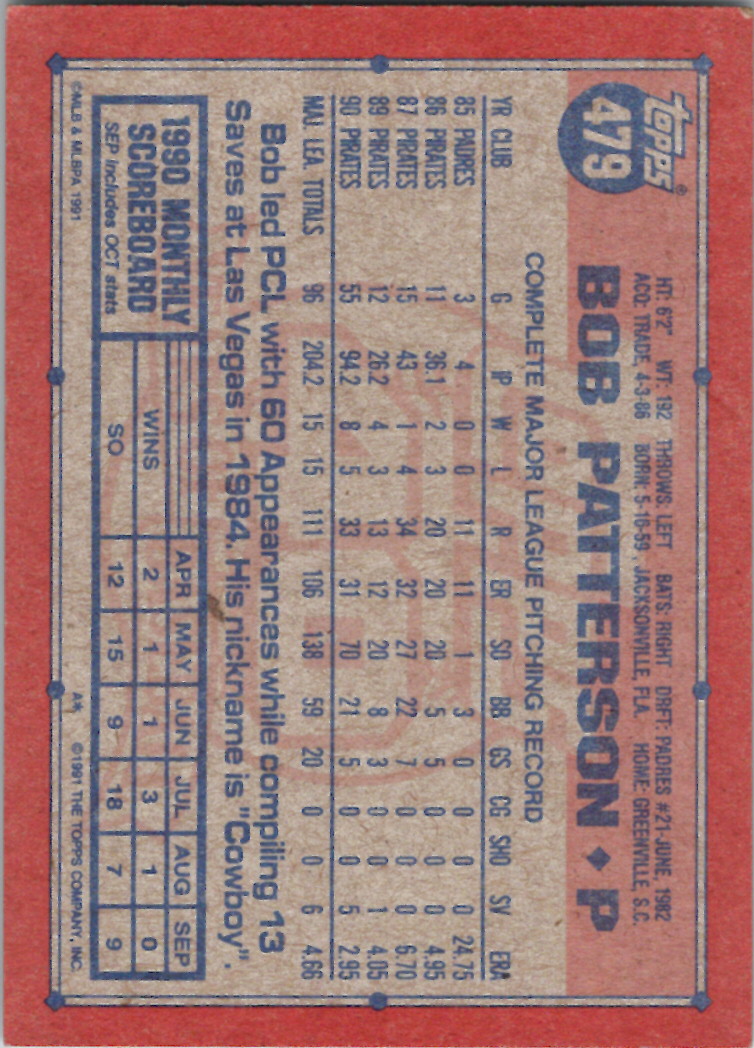 TOPPS®
479
HT: 6'2" WT: 192 THROWS: LEFT BATS: RIGHT DRFT: PADRES #21-JUNE, 1982
ACQ: TRADE, 4-3-86 BORN: 5-16-59, JACKSONVILLE, FLA. HOME: GREENVILLE, S.C.
BOB PATTERSON ♦ P
COMPLETE MAJOR LEAGUE PITCHING RECORD
YR CLUB G IP W L R ER SO BB GS CG SHO SV ERA
85 PADRES 3 4 0 0 11 11 1 3 0 0 0 0 24.75
86 PIRATES 11 36.1 2 3 20 20 20 5 5 0 0 0 4.95
87 PIRATES 15 43 1 4 34 32 27 22 7 0 0 0 6.70
89 PIRATES 12 26.2 4 3 13 12 20 8 3 0 0 1 4.05
90 PIRATES 55 94.2 8 5 33 31 70 21 5 0 0 5 2.95
MAJ. LEA. TOTALS 96 204.2 15 15 111 106 138 59 20 0 0 6 4.66
Bob led PCL with 60 Appearances while compiling 13
Saves at Las Vegas in 1984. His nickname is "Cowboy".
1990 MONTHLY
SCOREBOARD
SEP includes OCT stats
APR MAY JUN JUL AUG SEP
WINS 2 1 1 3 1 0
SO 12 15 9 18 7 9
©MLB & MLBPA 1991
A* ©1991 THE TOPPS COMPANY, INC.